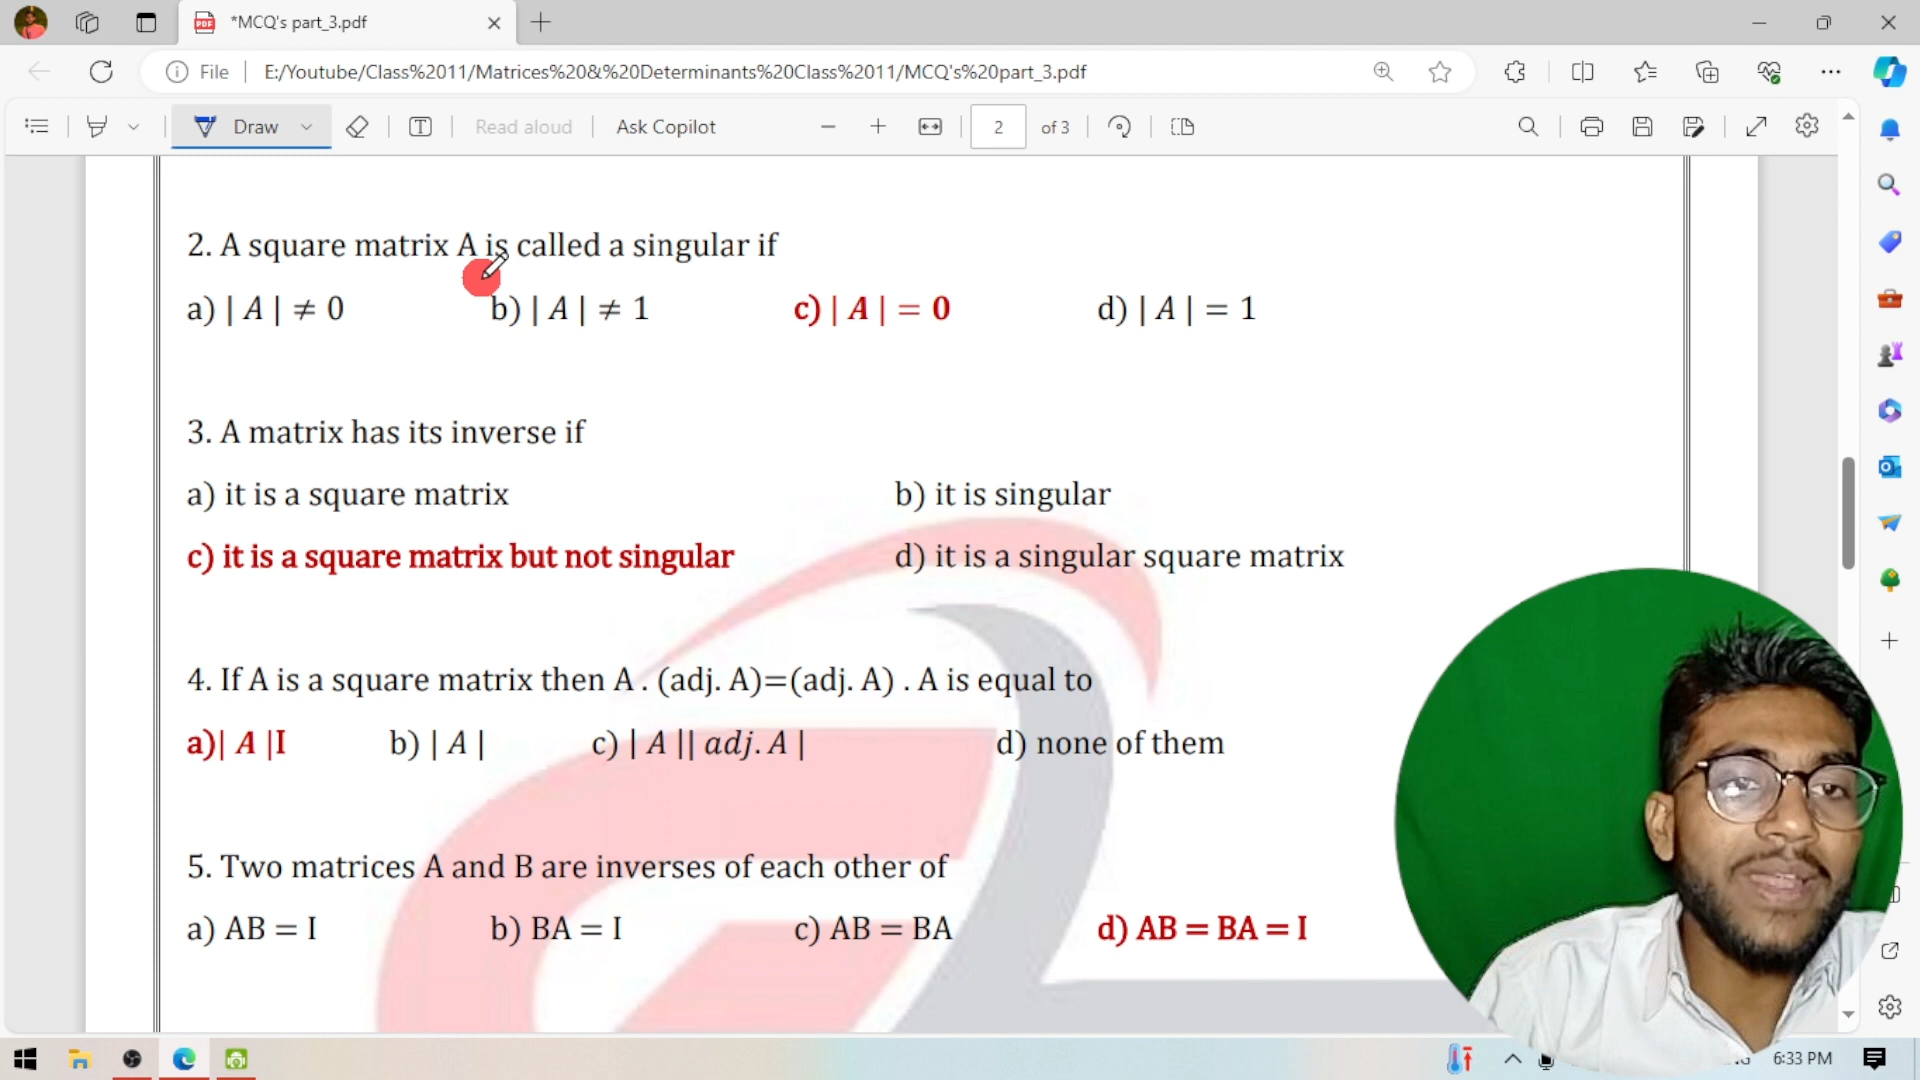 *MCQ's part_3.pdf
File
E:/Youtube/Class%2011/Matrices%20&%20Determinants%20Class%2011/MCQ's%20part_3.pdf
Draw
Read aloud
Ask Copilot
2 of 3
2. A square matrix A is called a singular if
a) | A | ≠ 0 b) | A | ≠ 1 c) | A | = 0 d) | A | = 1
3. A matrix has its inverse if
a) it is a square matrix b) it is singular
c) it is a square matrix but not singular d) it is a singular square matrix
4. If A is a square matrix then A . (adj. A)=(adj. A) . A is equal to
a)| A |I b) | A | c) | A || adj. A | d) none of them
5. Two matrices A and B are inverses of each other of
a) AB = I b) BA = I c) AB = BA d) AB = BA = I
6:33 PM